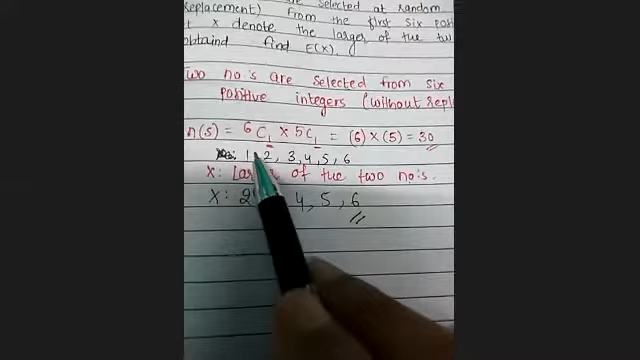 Replacement) from the first six posi
t x denote the larger of the tw
obtaind find E(X).
Two no's are selected from six
positive integers (without repl
n(s) = ⁶C₁ × 5C₁ = (6)×(5) = 30
1, 2, 3, 4, 5, 6
X: Larger of the two no's.
X: 2 4, 5, 6